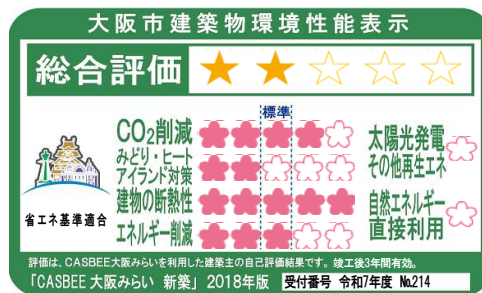 大阪市建築物環境性能表示
総合評価 ★★☆☆☆
標準
CO₂削減
みどり・ヒート
アイランド対策
建物の断熱性
エネルギー削減
太陽光発電
その他再生エネ
自然エネルギー
直接利用
省エネ基準適合
評価は、CASBEE大阪みらいを利用した建築主の自己評価結果です。竣工後3年間有効。
「CASBEE大阪みらい 新築」2018年版 受付番号 令和7年度 №214